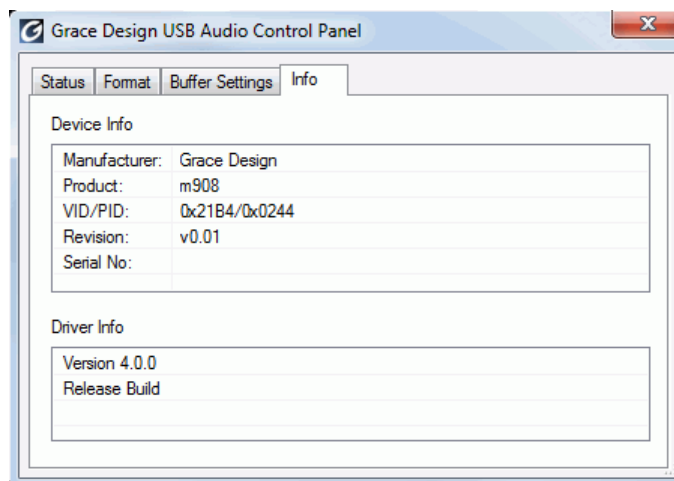 Grace Design USB Audio Control Panel
Status Format Buffer Settings Info
Device Info
Manufacturer: Grace Design
Product: m908
VID/PID: 0x21B4/0x0244
Revision: v0.01
Serial No:
Driver Info
Version 4.0.0
Release Build